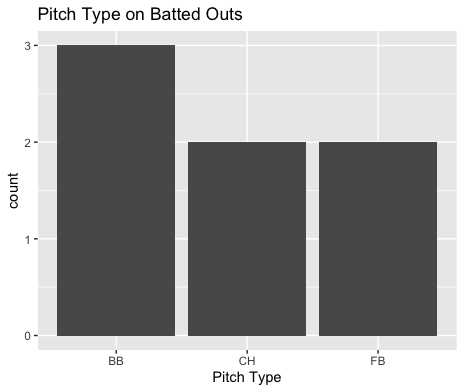 Pitch Type on Batted Outs
3
2
1
0
count
BB CH FB
Pitch Type